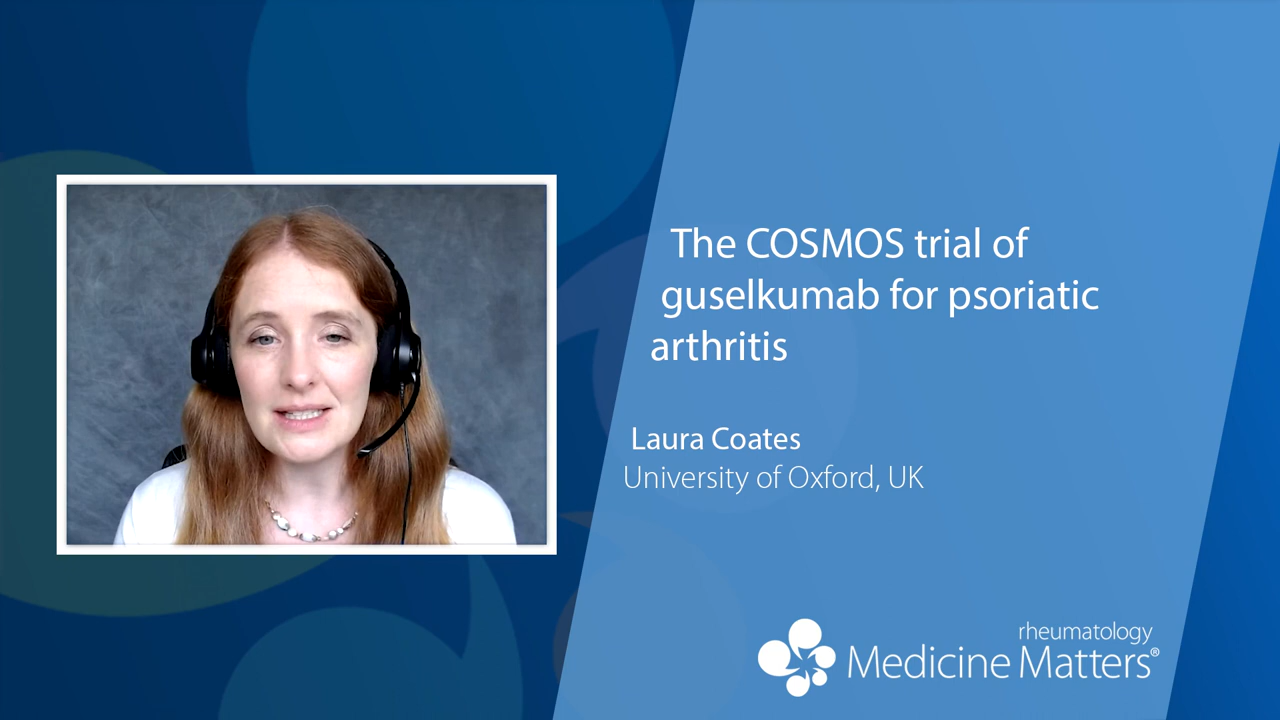 The COSMOS trial of
guselkumab for psoriatic
arthritis
Laura Coates
University of Oxford, UK
rheumatology
Medicine Matters®